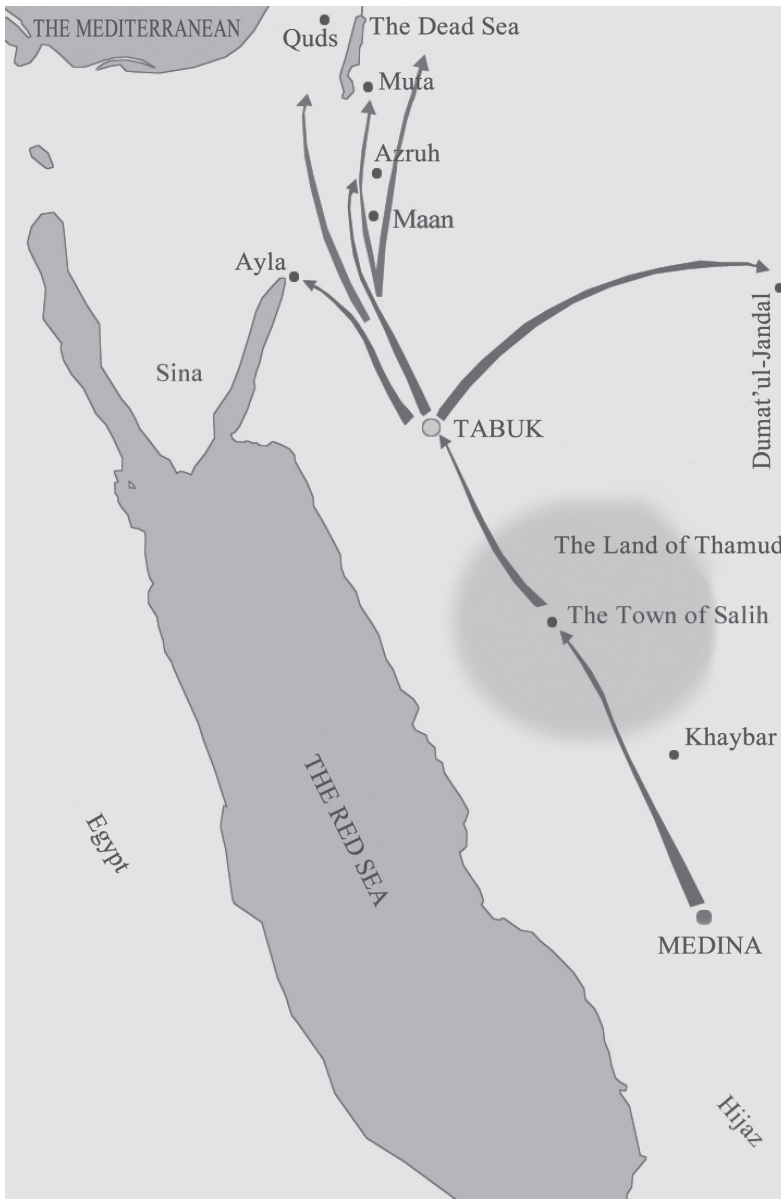 THE MEDITERRANEAN
Quds
The Dead Sea
Muta
Azruh
Maan
Ayla
Sina
TABUK
Dumat'ul-Jandal
The Land of Thamud
The Town of Salih
Khaybar
THE RED SEA
Egypt
MEDINA
Hijaz